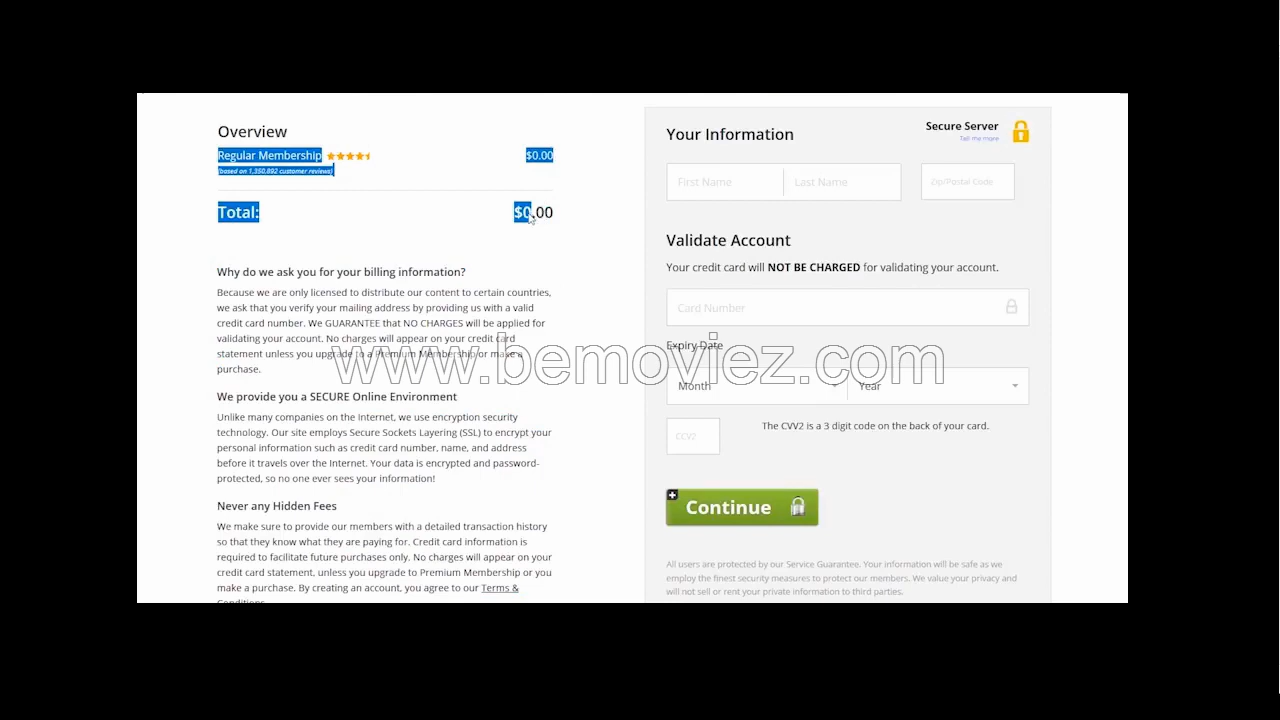 Overview
Regular Membership $0.00
(based on 1,350,892 customer reviews)
Total: $0.00
Why do we ask you for your billing information?
Because we are only licensed to distribute our content to certain countries,
we ask that you verify your mailing address by providing us with a valid
credit card number. We GUARANTEE that NO CHARGES will be applied for
validating your account. No charges will appear on your credit card
statement unless you upgrade to a Premium Membership or make a
purchase.
We provide you a SECURE Online Environment
Unlike many companies on the Internet, we use encryption security
technology. Our site employs Secure Sockets Layering (SSL) to encrypt your
personal information such as credit card number, name, and address
before it travels over the Internet. Your data is encrypted and password-
protected, so no one ever sees your information!
Never any Hidden Fees
We make sure to provide our members with a detailed transaction history
so that they know what they are paying for. Credit card information is
required to facilitate future purchases only. No charges will appear on your
credit card statement, unless you upgrade to Premium Membership or you
make a purchase. By creating an account, you agree to our Terms &
Conditions.
Your Information
Secure Server
Tell me more
First Name Last Name Zip/Postal Code
Validate Account
Your credit card will NOT BE CHARGED for validating your account.
Card Number
Expiry Date
www.bemoviez.com
Month Year
CCV2
The CVV2 is a 3 digit code on the back of your card.
Continue
All users are protected by our Service Guarantee. Your information will be safe as we
employ the finest security measures to protect our members. We value your privacy and
will not sell or rent your private information to third parties.